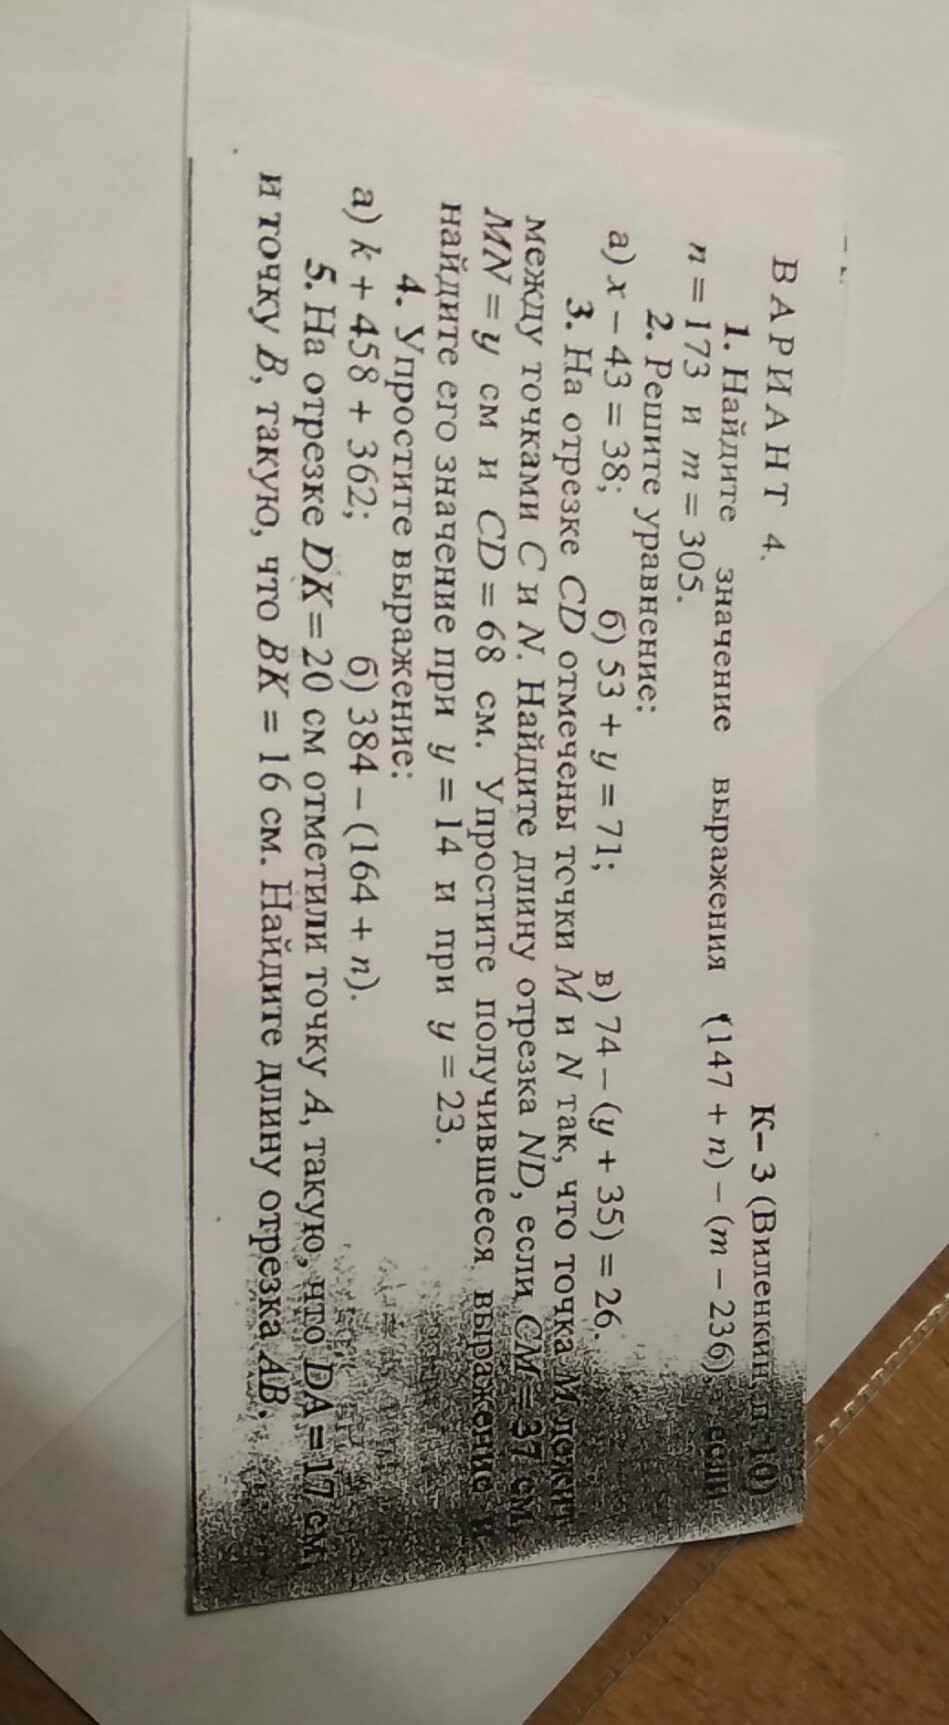 ВАРИАНТ 4.
К–3 (Виленкин, п. 10)
1. Найдите значение выражения (147 + n) – (m – 236), если
n = 173 и m = 305.
2. Решите уравнение:
а) x – 43 = 38; б) 53 + y = 71; в) 74 – (y + 35) = 26.
3. На отрезке CD отмечены точки M и N так, что точка M лежит
между точками C и N. Найдите длину отрезка ND, если CM = 37 см,
MN = y см и CD = 68 см. Упростите получившееся выражение и
найдите его значение при y = 14 и при y = 23.
4. Упростите выражение:
а) k + 458 + 362; б) 384 – (164 + n).
5. На отрезке DK = 20 см отметили точку A, такую, что DA = 17 см,
и точку B, такую, что BK = 16 см. Найдите длину отрезка AB.